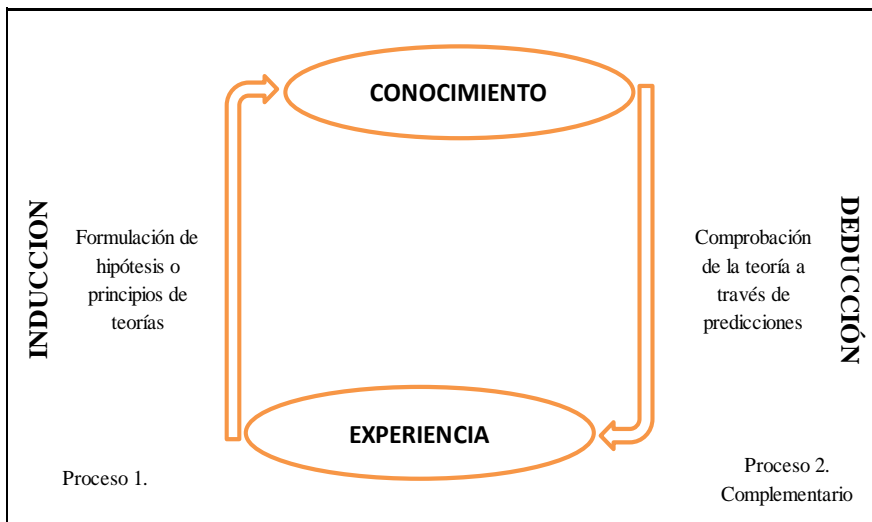 CONOCIMIENTO
INDUCCION
Formulación de
hipótesis o
principios de
teorías
Comprobación
de la teoría a
través de
predicciones
DEDUCCIÓN
EXPERIENCIA
Proceso 1.
Proceso 2.
Complementario